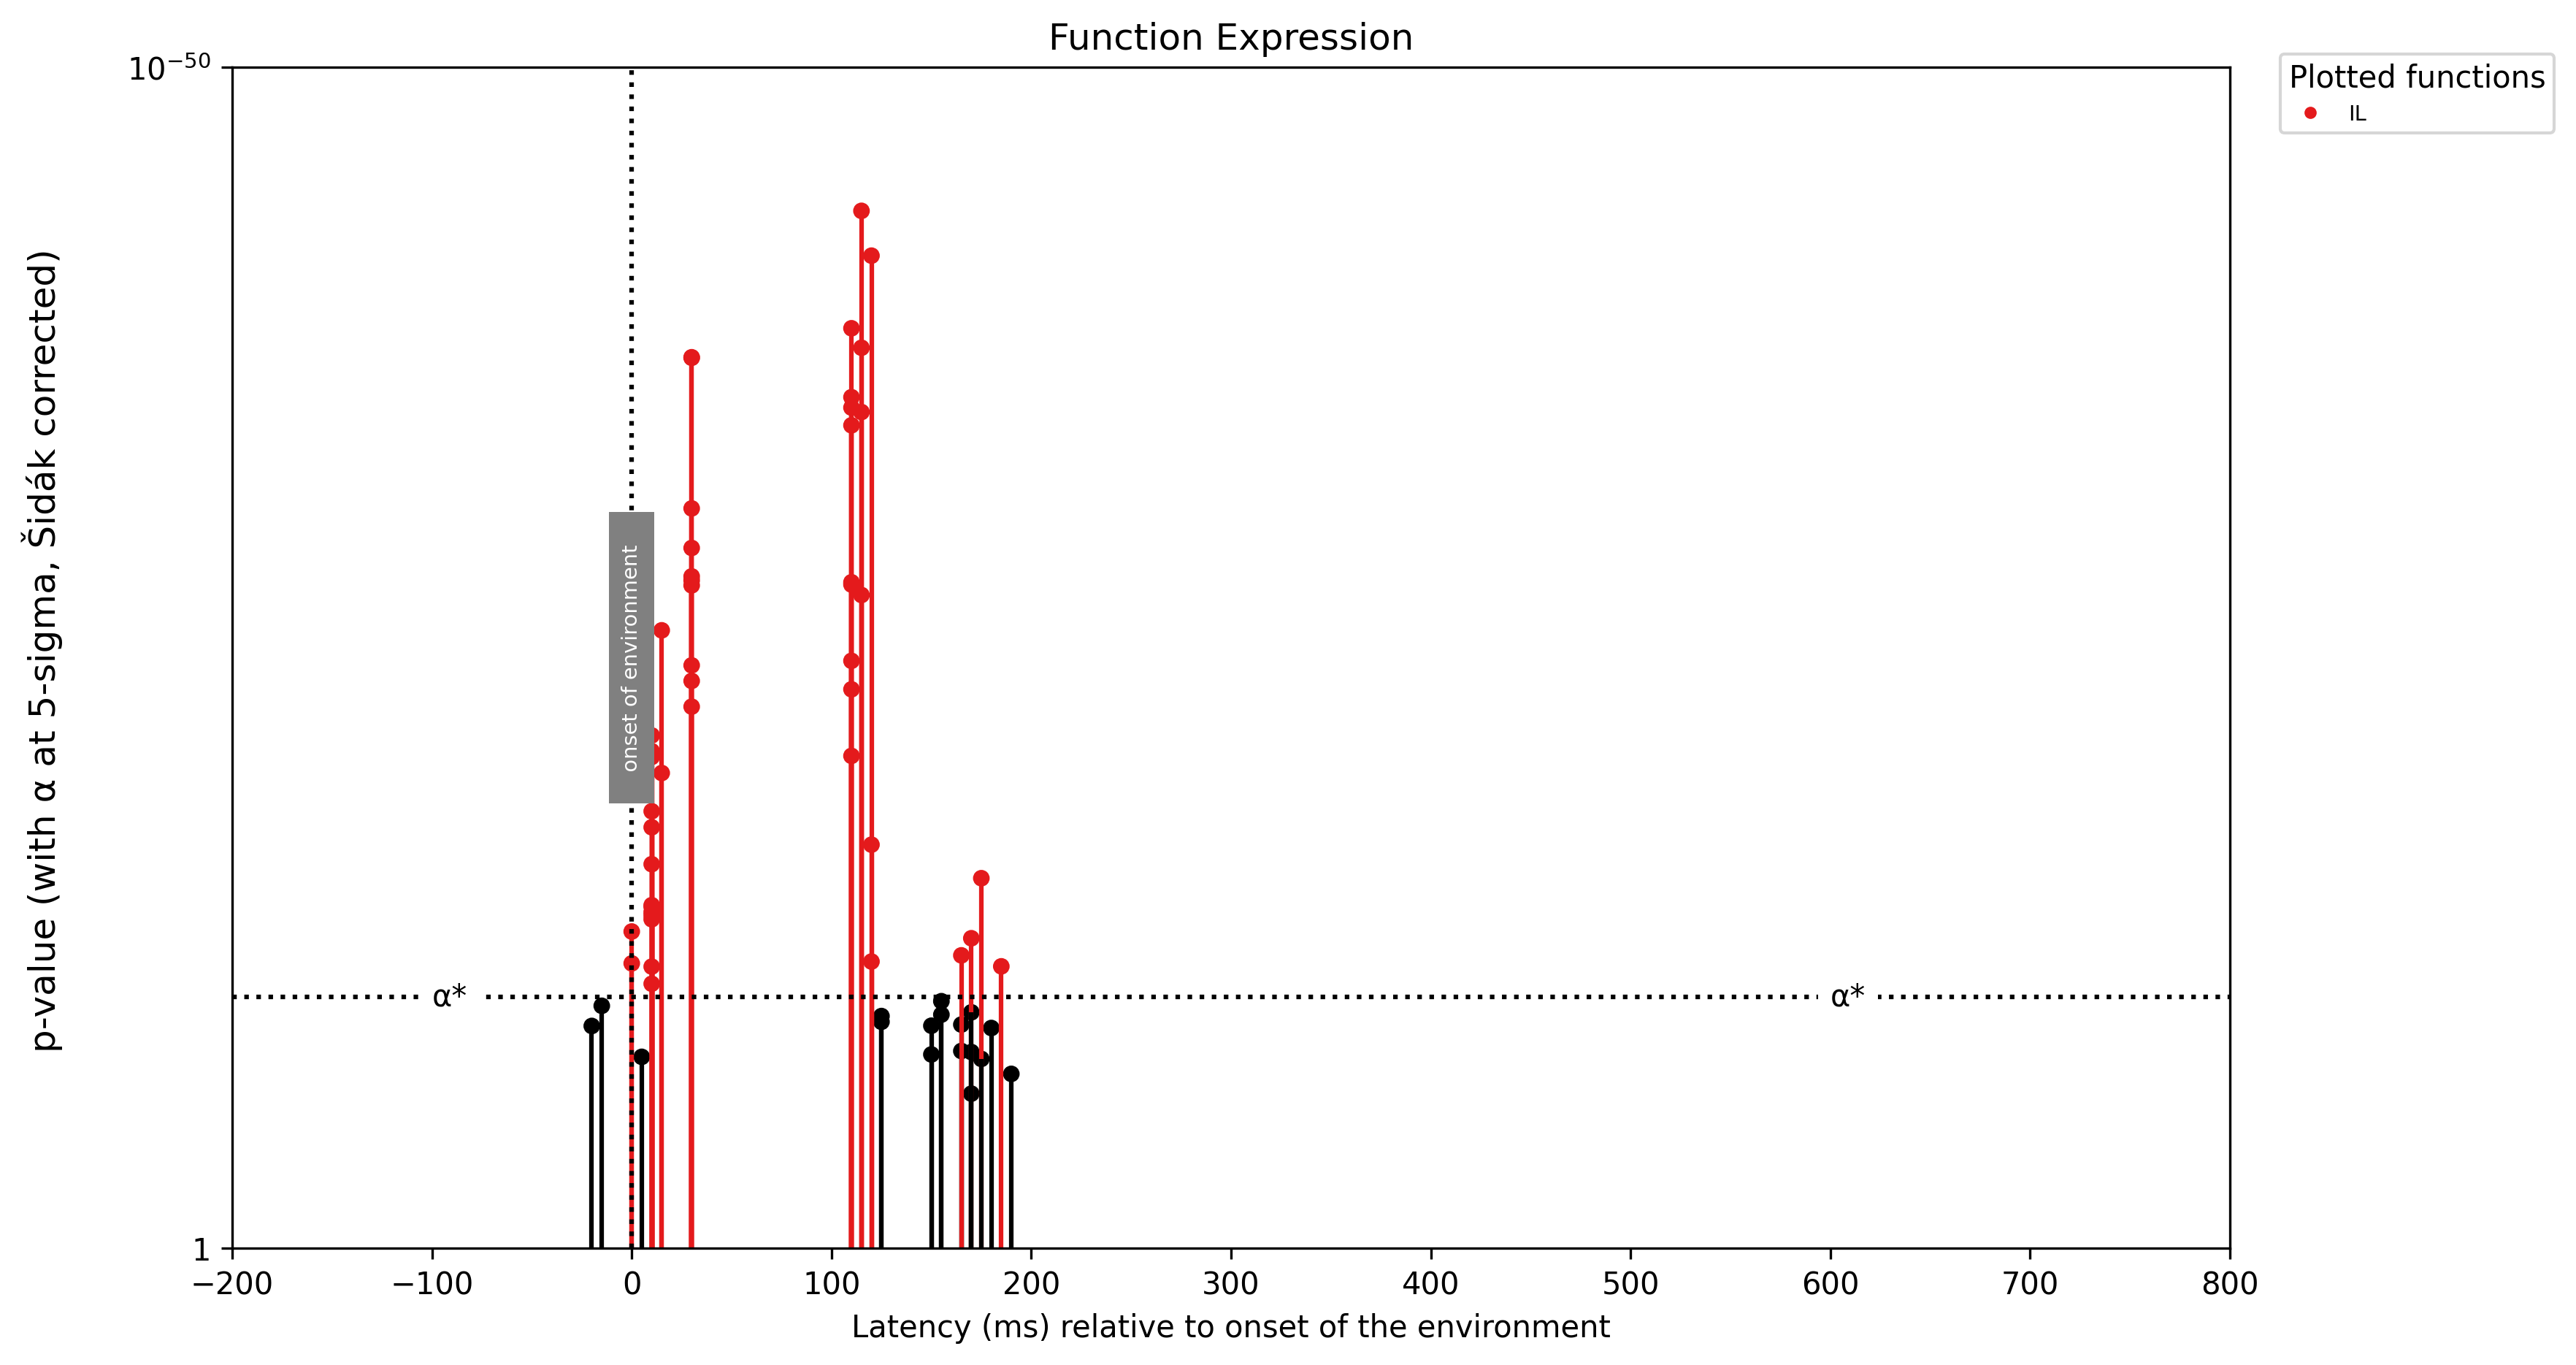 Function Expression
10⁻⁵⁰
Plotted functions
IL
p-value (with α at 5-sigma, Šidák corrected)
onset of environment
α*
α*
1
−200 −100 0 100 200 300 400 500 600 700 800
Latency (ms) relative to onset of the environment